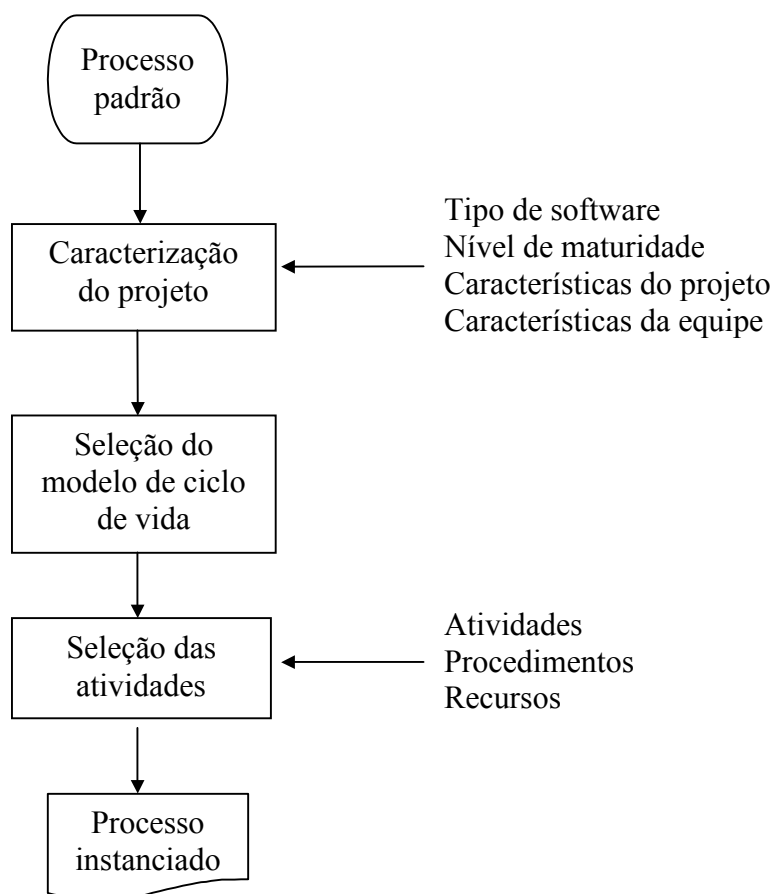 Processo
padrão
Caracterização
do projeto
Tipo de software
Nível de maturidade
Características do projeto
Características da equipe
Seleção do
modelo de ciclo
de vida
Seleção das
atividades
Atividades
Procedimentos
Recursos
Processo
instanciado